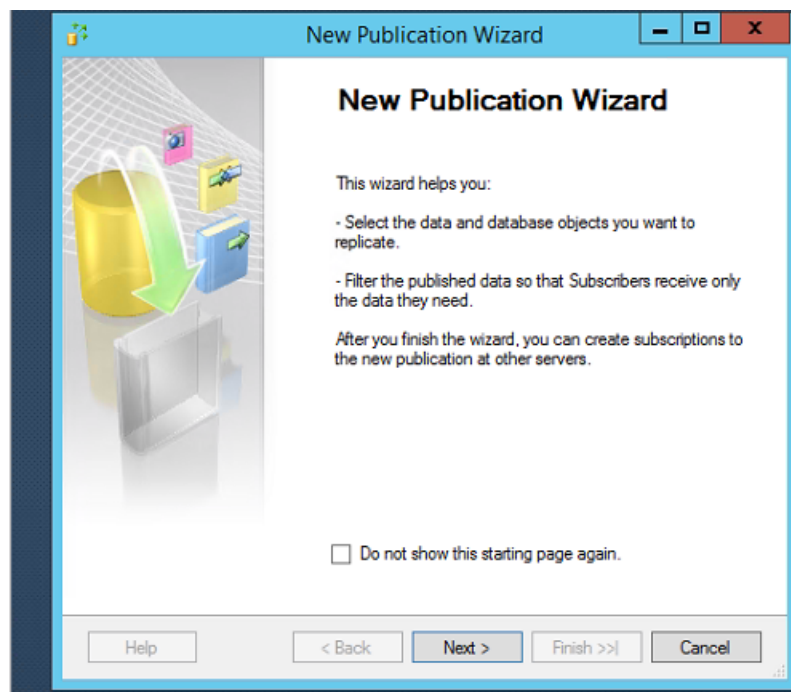 New Publication Wizard
New Publication Wizard
This wizard helps you:
- Select the data and database objects you want to
replicate.
- Filter the published data so that Subscribers receive only
the data they need.
After you finish the wizard, you can create subscriptions to
the new publication at other servers.
Do not show this starting page again.
Help
< Back
Next >
Finish >>|
Cancel